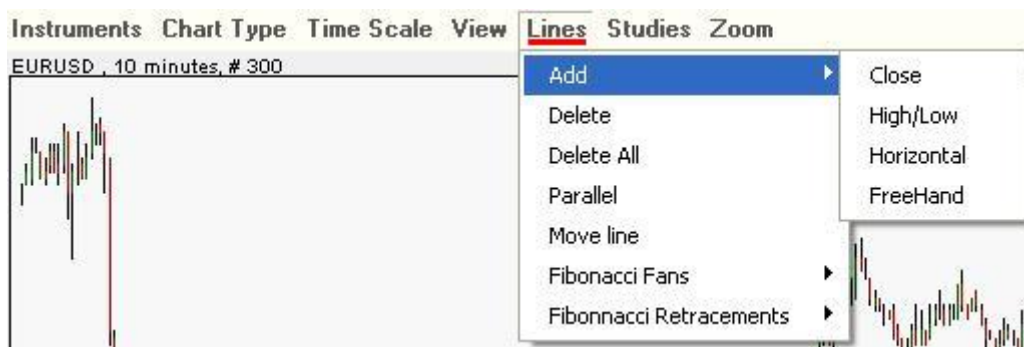 Instruments Chart Type Time Scale View Lines Studies Zoom
EURUSD , 10 minutes, # 300
Add
Delete
Delete All
Parallel
Move line
Fibonacci Fans
Fibonnacci Retracements
Close
High/Low
Horizontal
FreeHand